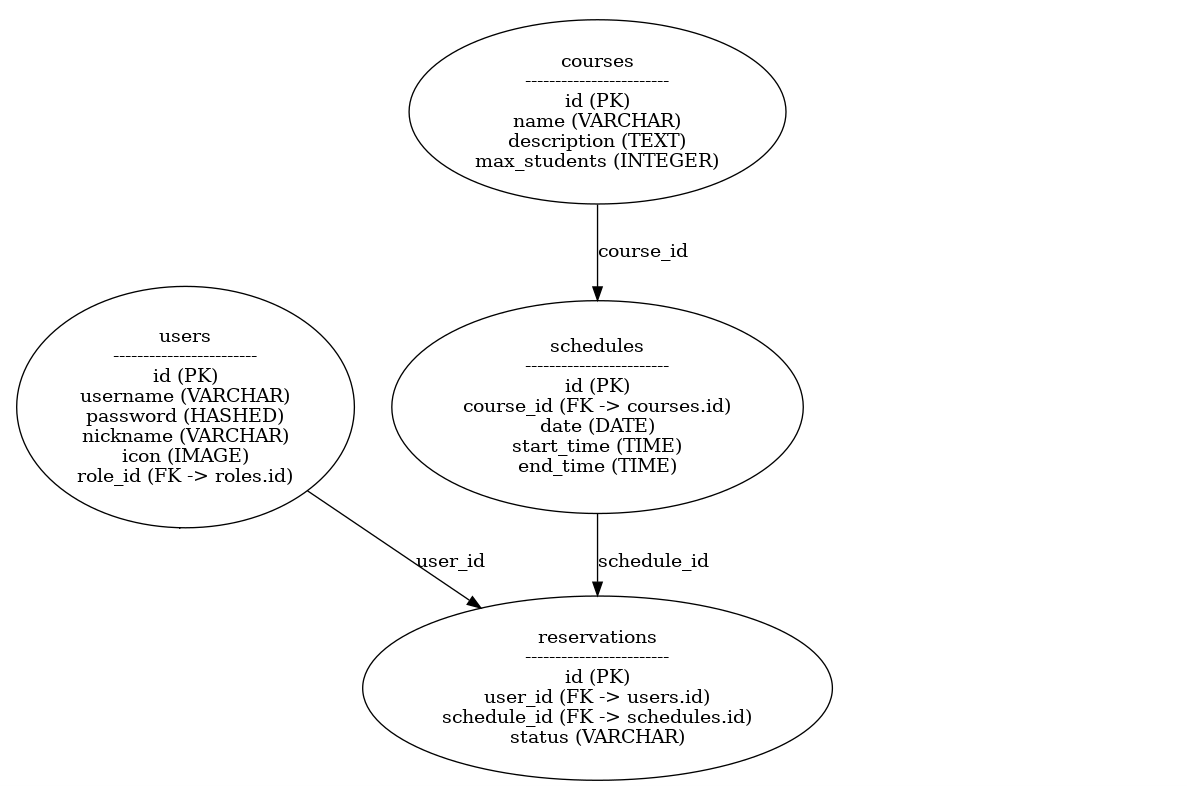 courses
------------------------
id (PK)
name (VARCHAR)
description (TEXT)
max_students (INTEGER)
course_id
users
------------------------
id (PK)
username (VARCHAR)
password (HASHED)
nickname (VARCHAR)
icon (IMAGE)
role_id (FK -> roles.id)
schedules
------------------------
id (PK)
course_id (FK -> courses.id)
date (DATE)
start_time (TIME)
end_time (TIME)
user_id
schedule_id
reservations
------------------------
id (PK)
user_id (FK -> users.id)
schedule_id (FK -> schedules.id)
status (VARCHAR)